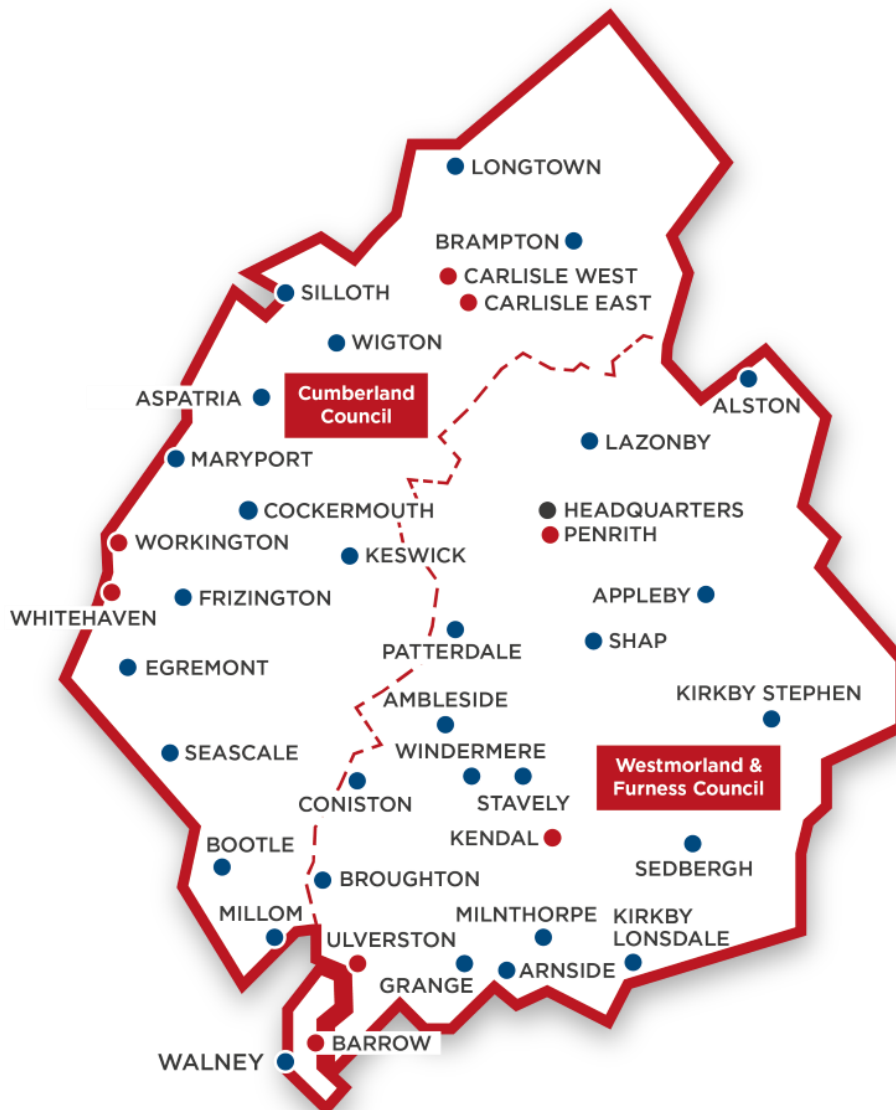 LONGTOWN
BRAMPTON
CARLISLE WEST
CARLISLE EAST
SILLOTH
WIGTON
ASPATRIA
Cumberland
Council
ALSTON
LAZONBY
MARYPORT
COCKERMOUTH
HEADQUARTERS
PENRITH
WORKINGTON
KESWICK
FRIZINGTON
APPLEBY
WHITEHAVEN
PATTERDALE
SHAP
EGREMONT
KIRKBY STEPHEN
AMBLESIDE
SEASCALE
WINDERMERE
Westmorland &
Furness Council
CONISTON
STAVELY
KENDAL
BOOTLE
SEDBERGH
BROUGHTON
MILLOM
MILNTHORPE
KIRKBY
LONSDALE
ULVERSTON
GRANGE
ARNSIDE
BARROW
WALNEY